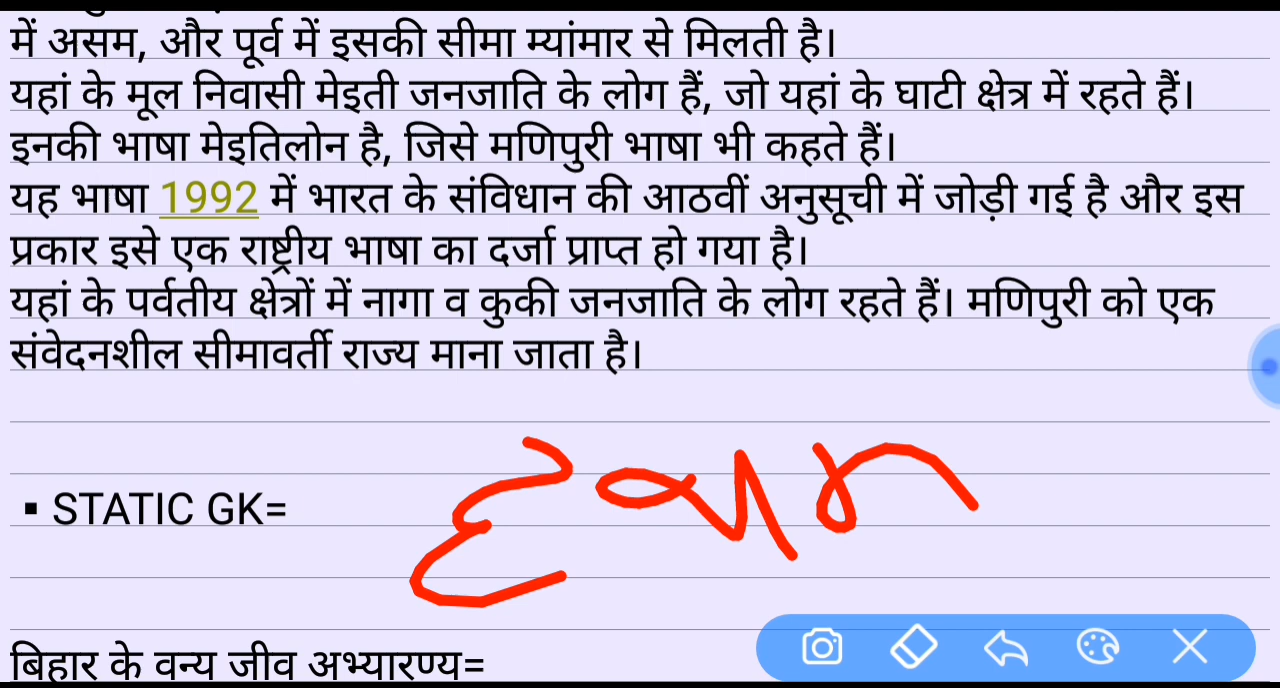 में असम, और पूर्व में इसकी सीमा म्यांमार से मिलती है।
यहां के मूल निवासी मेइती जनजाति के लोग हैं, जो यहां के घाटी क्षेत्र में रहते हैं।
इनकी भाषा मेइतिलोन है, जिसे मणिपुरी भाषा भी कहते हैं।
यह भाषा 1992 में भारत के संविधान की आठवीं अनुसूची में जोड़ी गई है और इस
प्रकार इसे एक राष्ट्रीय भाषा का दर्जा प्राप्त हो गया है।
यहां के पर्वतीय क्षेत्रों में नागा व कुकी जनजाति के लोग रहते हैं। मणिपुरी को एक
संवेदनशील सीमावर्ती राज्य माना जाता है।
▪ STATIC GK=
बिहार के वन्य जीव अभ्यारण्य=